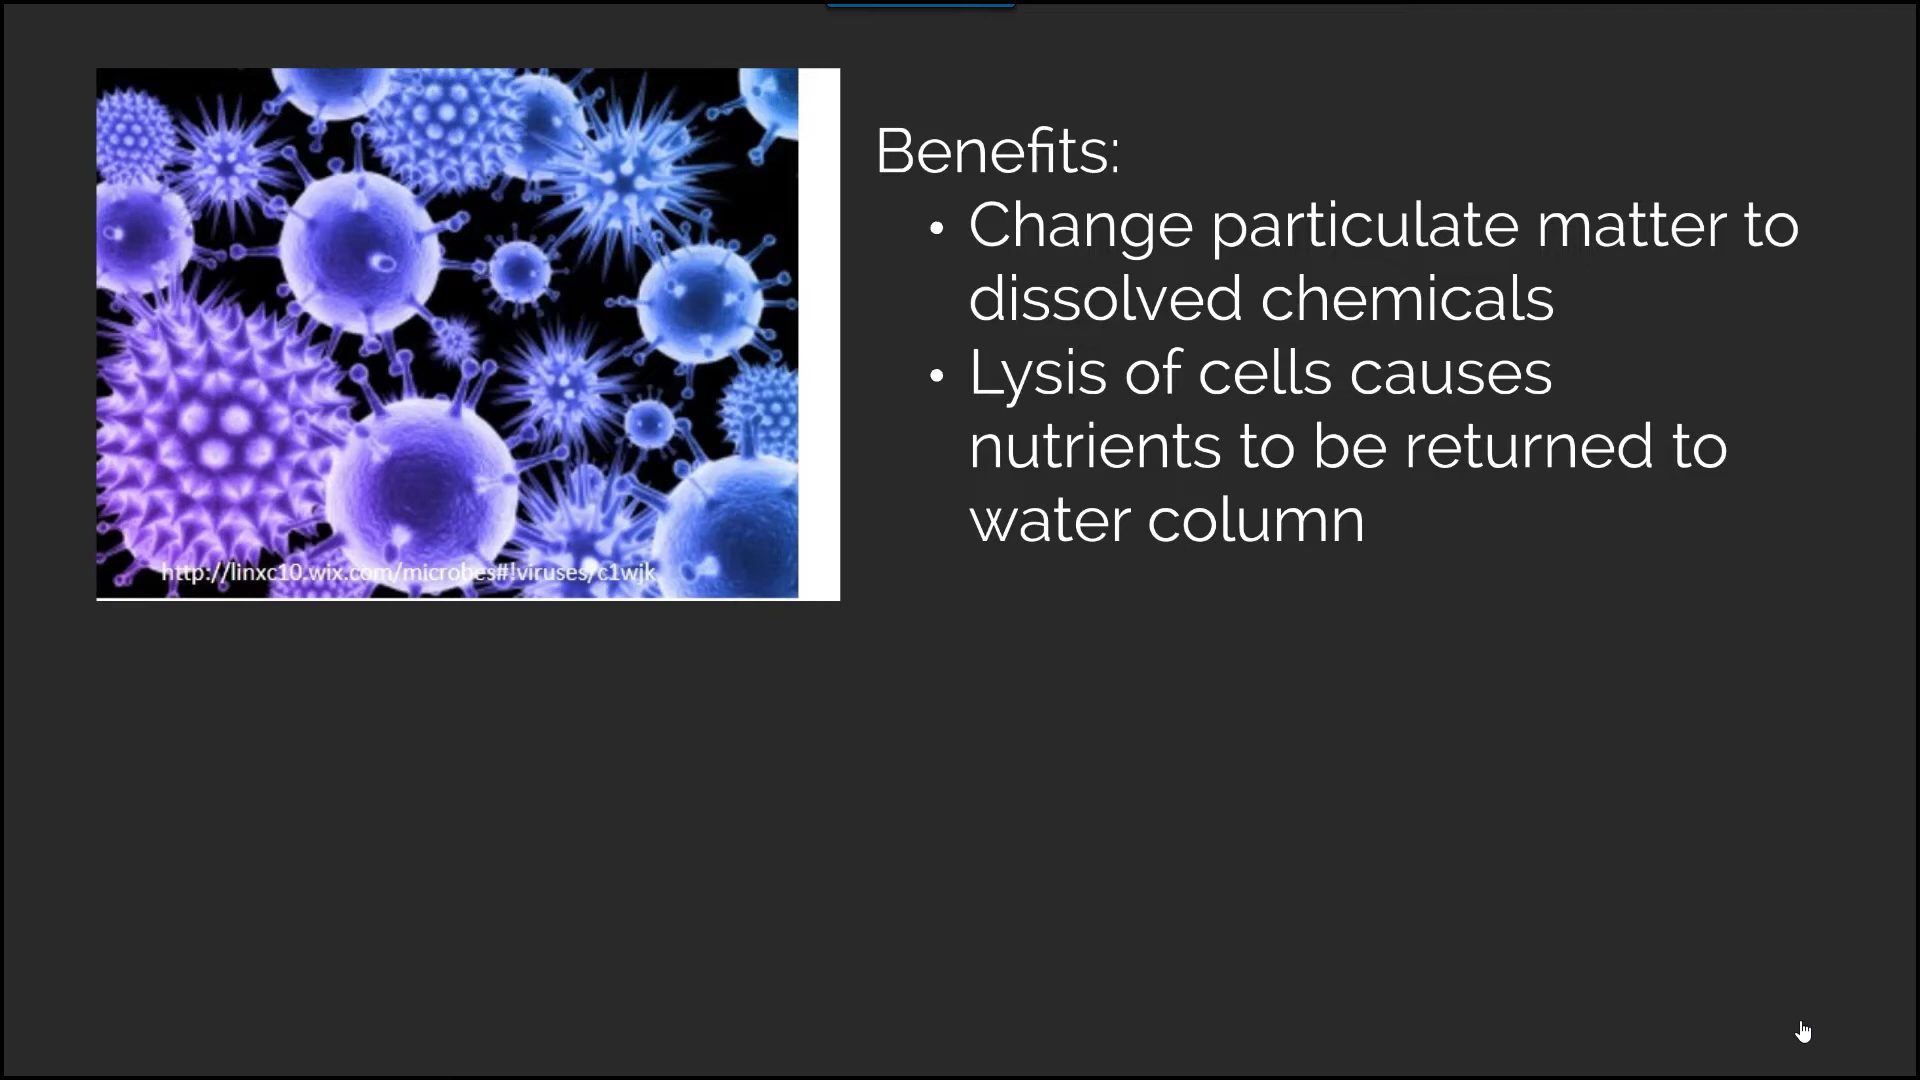 Benefits:
• Change particulate matter to
dissolved chemicals
• Lysis of cells causes
nutrients to be returned to
water column
http://linxc10.wix.com/microbes#!viruses/c1wjk